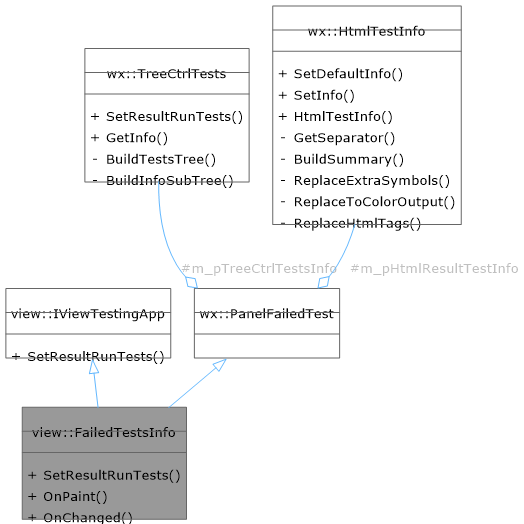 wx::HtmlTestInfo
+ SetDefaultInfo()
+ SetInfo()
+ HtmlTestInfo()
- GetSeparator()
- BuildSummary()
- ReplaceExtraSymbols()
- ReplaceToColorOutput()
- ReplaceHtmlTags()
wx::TreeCtrlTests
+ SetResultRunTests()
+ GetInfo()
- BuildTestsTree()
- BuildInfoSubTree()
#m_pTreeCtrlTestsInfo
#m_pHtmlResultTestInfo
view::IViewTestingApp
+ SetResultRunTests()
wx::PanelFailedTest
view::FailedTestsInfo
+ SetResultRunTests()
+ OnPaint()
+ OnChanged()